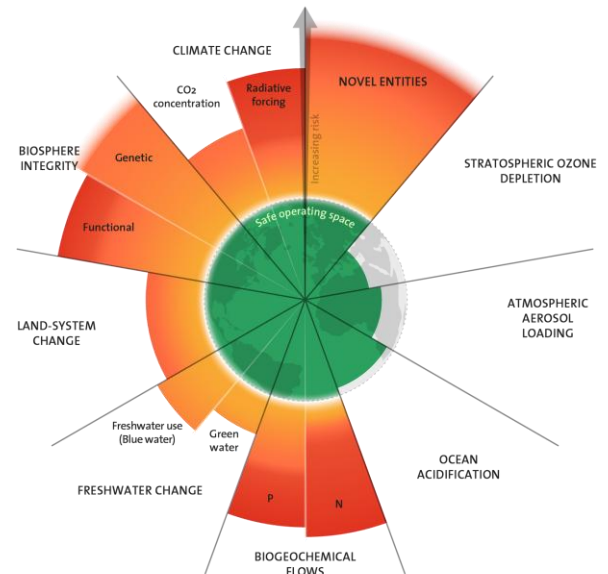 CLIMATE CHANGE
CO2
concentration
Radiative
forcing
NOVEL ENTITIES
Increasing risk
STRATOSPHERIC OZONE
DEPLETION
BIOSPHERE
INTEGRITY
Genetic
Functional
Safe operating space
LAND-SYSTEM
CHANGE
ATMOSPHERIC
AEROSOL
LOADING
Freshwater use
(Blue water)
Green
water
FRESHWATER CHANGE
OCEAN
ACIDIFICATION
P
N
BIOGEOCHEMICAL
FLOWS